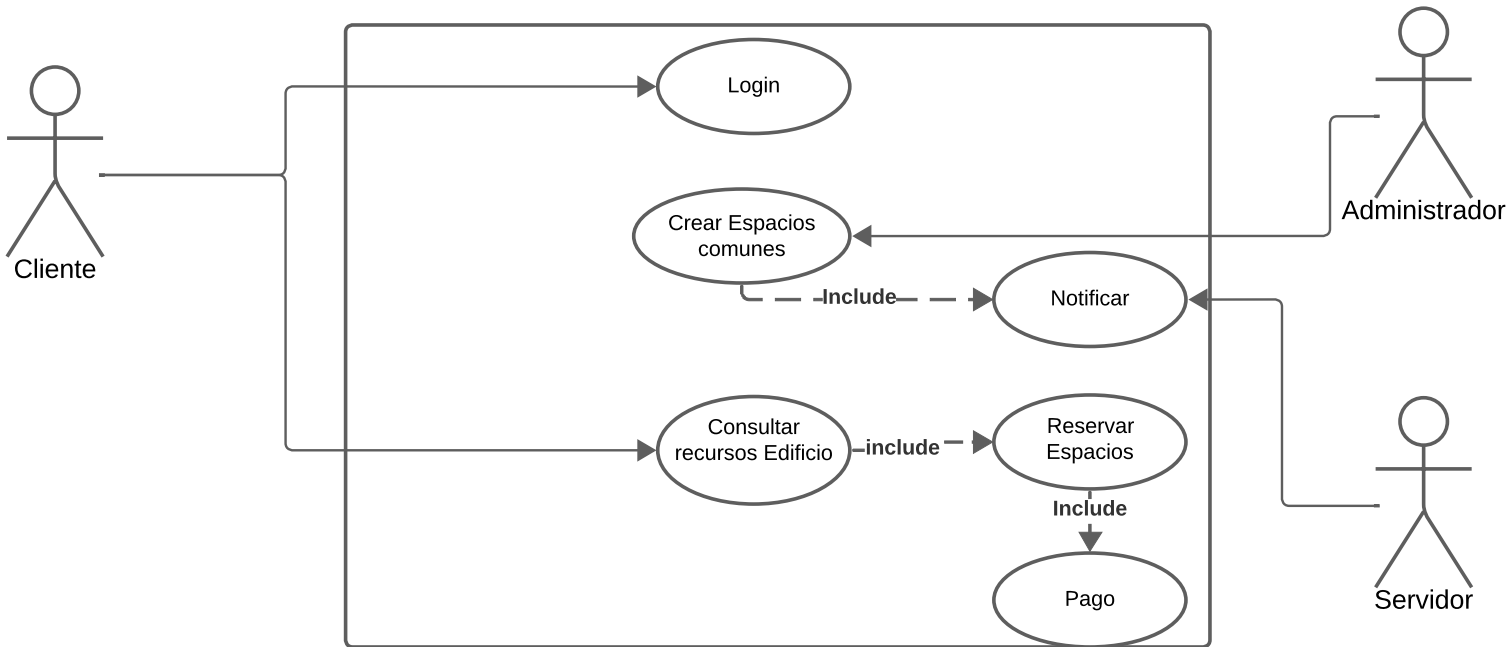 Login
Crear Espacios
comunes
Administrador
Cliente
Include
Notificar
Consultar
recursos Edificio
include
Reservar
Espacios
Include
Pago
Servidor